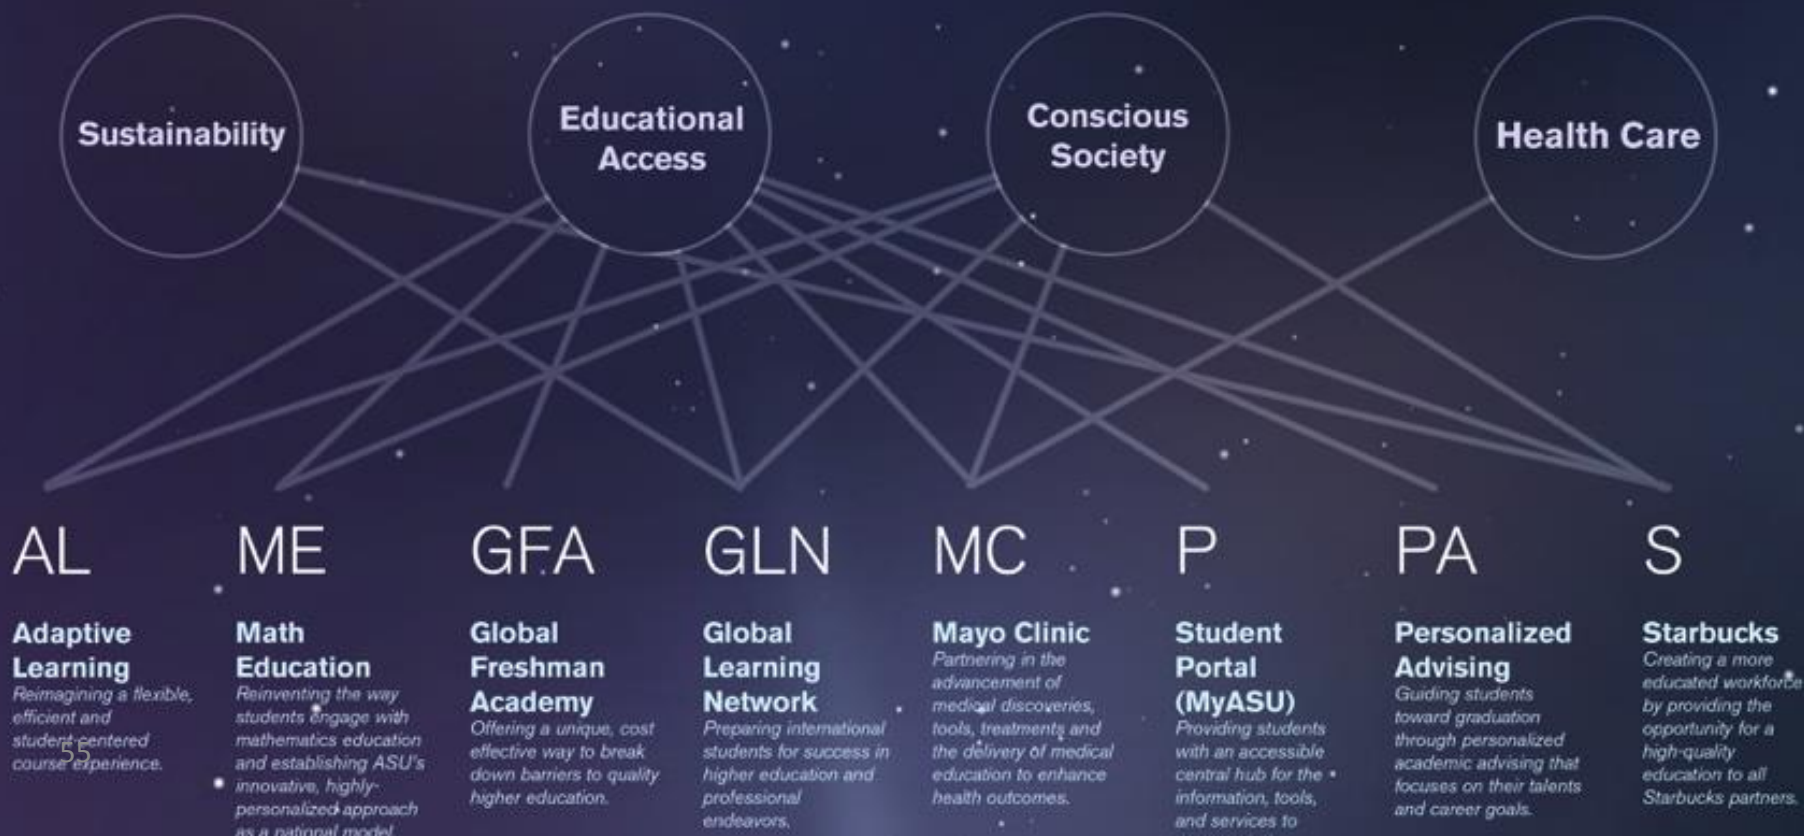 Sustainability
Educational
Access
Conscious
Society
Health Care
AL
ME
GFA
GLN
MC
P
PA
S
Adaptive
Learning
Reimagining a flexible,
efficient and
student-centered
course experience.
55
Math
Education
Reinventing the way
students engage with
mathematics education
and establishing ASU's
innovative, highly-
personalized approach
as a national model
Global
Freshman
Academy
Offering a unique, cost
effective way to break
down barriers to quality
higher education.
Global
Learning
Network
Preparing international
students for success in
higher education and
professional
endeavors.
Mayo Clinic
Partnering in the
advancement of
medical discoveries,
tools, treatments and
the delivery of medical
education to enhance
health outcomes.
Student
Portal
(MyASU)
Providing students
with an accessible
central hub for the
information, tools,
and services to
Personalized
Advising
Guiding students
toward graduation
through personalized
academic advising that
focuses on their talents
and career goals.
Starbucks
Creating a more
educated workforce
by providing the
opportunity for a
high-quality
education to all
Starbucks partners.